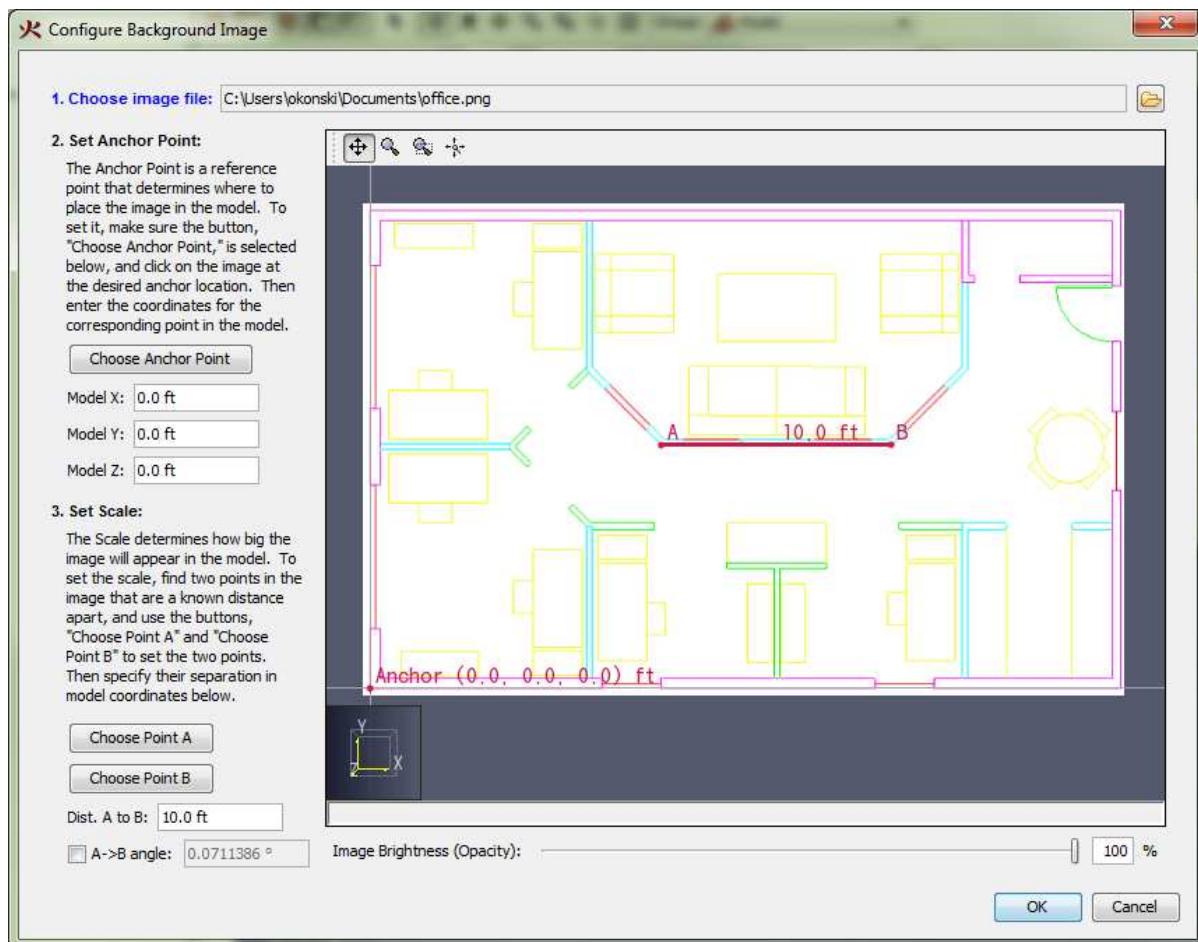 Configure Background Image
1. Choose image file: C:\Users\okonski\Documents\office.png
2. Set Anchor Point:
The Anchor Point is a reference
point that determines where to
place the image in the model. To
set it, make sure the button,
"Choose Anchor Point," is selected
below, and click on the image at
the desired anchor location. Then
enter the coordinates for the
corresponding point in the model.
Choose Anchor Point
Model X: 0.0 ft
Model Y: 0.0 ft
Model Z: 0.0 ft
3. Set Scale:
The Scale determines how big the
image will appear in the model. To
set the scale, find two points in the
image that are a known distance
apart, and use the buttons,
"Choose Point A" and "Choose
Point B" to set the two points.
Then specify their separation in
model coordinates below.
Choose Point A
Choose Point B
Dist. A to B: 10.0 ft
A->B angle: 0.0711386 °
A 10.0 ft B
Anchor (0.0, 0.0, 0.0) ft
Y
Z X
Image Brightness (Opacity): 100 %
OK Cancel